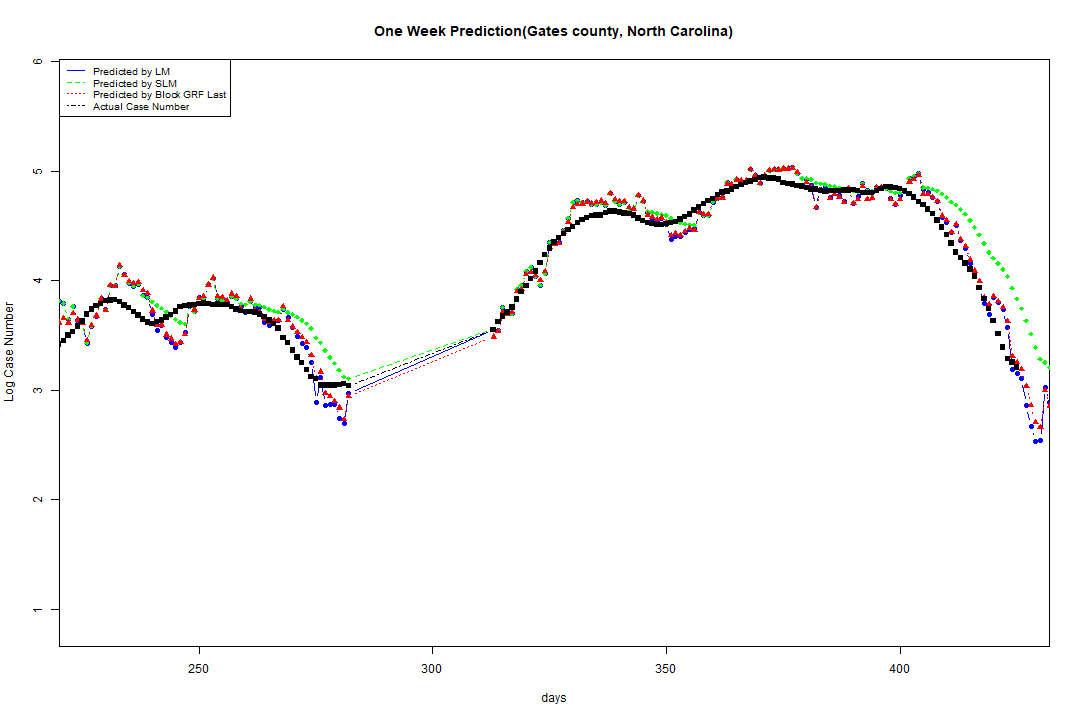 One Week Prediction(Gates county, North Carolina)
Predicted by LM
Predicted by SLM
Predicted by Block GRF Last
Actual Case Number
6
5
4
3
2
1
Log Case Number
250 300 350 400
days